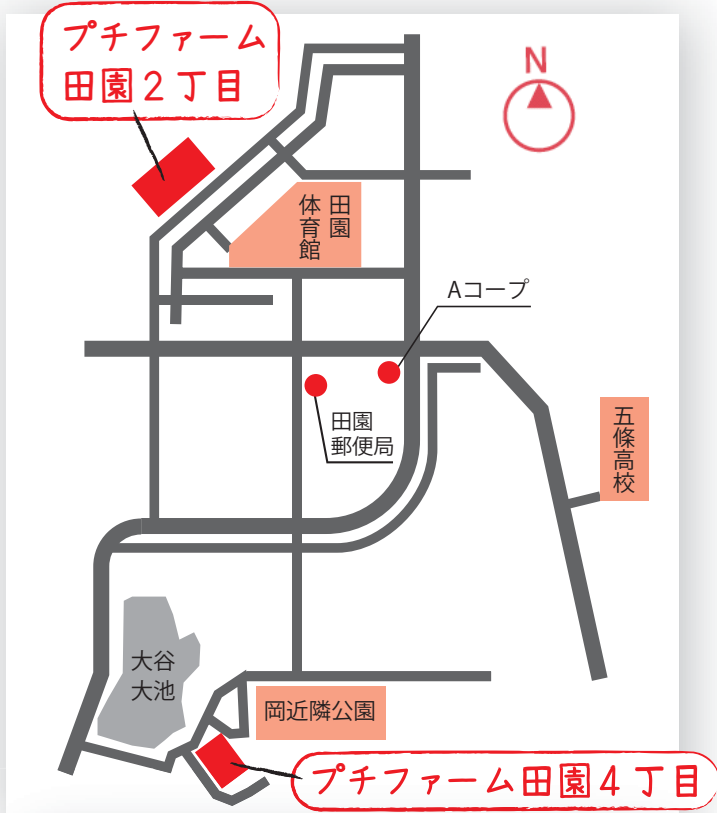 プチファーム
田園２丁目
N
田園
体育館
Aコープ
田園
郵便局
五條高校
大谷
大池
岡近隣公園
プチファーム田園４丁目